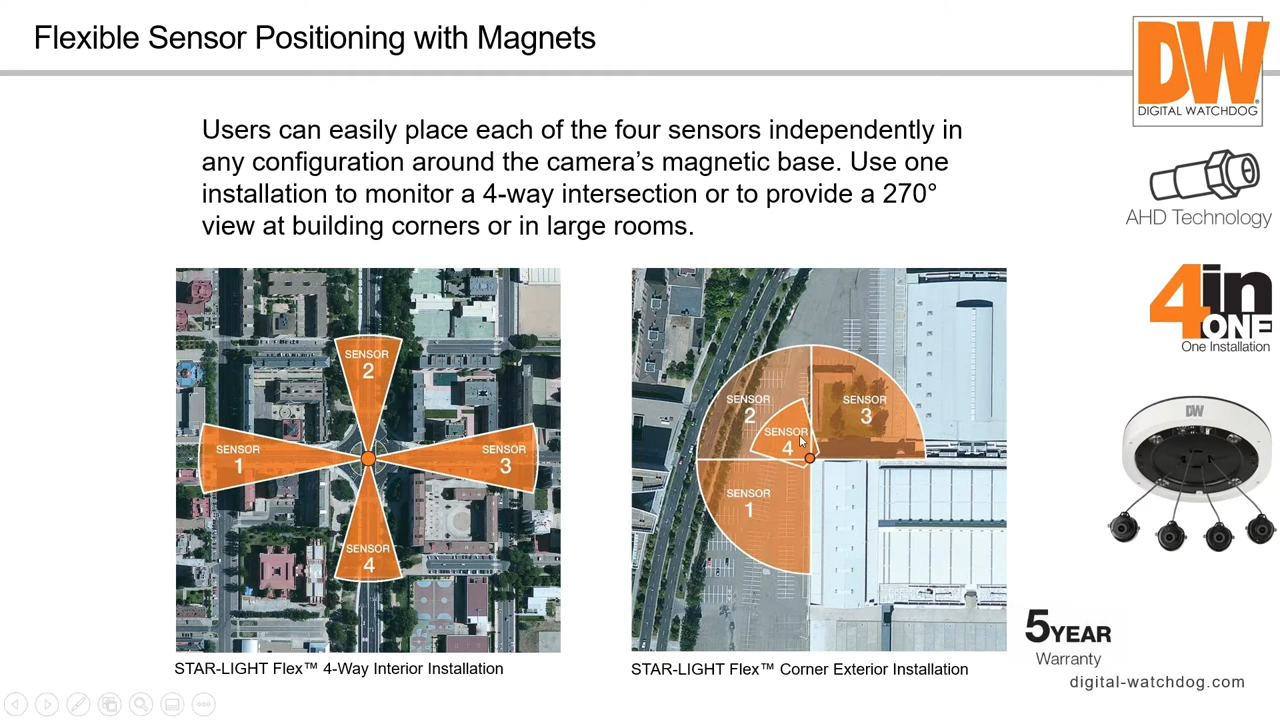 Flexible Sensor Positioning with Magnets
DW
DIGITAL WATCHDOG
Users can easily place each of the four sensors independently in
any configuration around the camera’s magnetic base. Use one
installation to monitor a 4-way intersection or to provide a 270°
view at building corners or in large rooms.
AHD Technology
4in
ONE
One Installation
SENSOR
2
SENSOR
1
SENSOR
3
SENSOR
4
SENSOR
2
SENSOR
3
SENSOR
4
SENSOR
1
DW
STAR-LIGHT Flex™ 4-Way Interior Installation
STAR-LIGHT Flex™ Corner Exterior Installation
5YEAR
Warranty
digital-watchdog.com